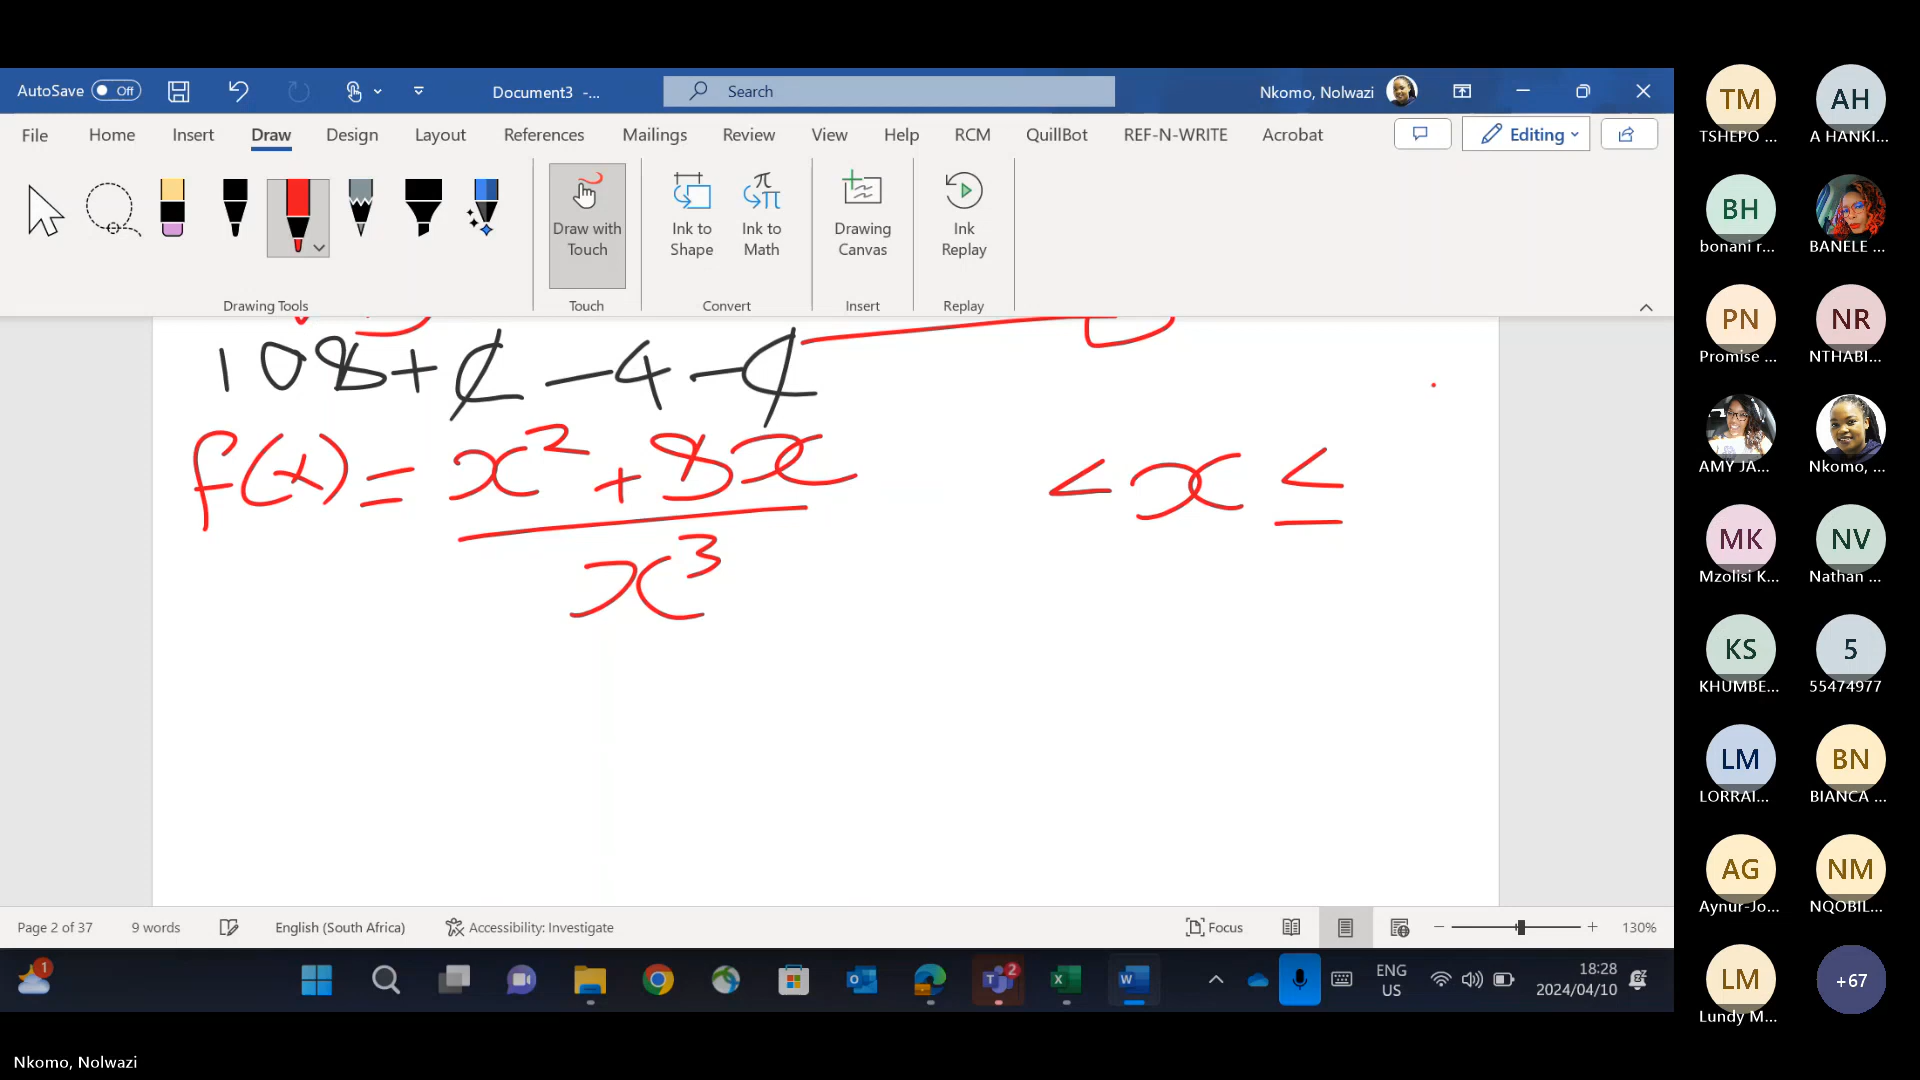 AutoSave Off Document3 -... Search Nkomo, Nolwazi
File Home Insert Draw Design Layout References Mailings Review View Help RCM QuillBot REF-N-WRITE Acrobat Editing
Draw with Touch
Ink to Shape
Ink to Math
Drawing Canvas
Ink Replay
Drawing Tools Touch Convert Insert Replay
108 + C - 4 - C
f(x) = x² + 8x < x ≤
x³
Page 2 of 37 9 words English (South Africa) Accessibility: Investigate Focus 130%
1 2 ENG US 18:28 2024/04/10
Nkomo, Nolwazi
TM AH
TSHEPO ... A HANKI...
BH
bonani r... BANELE ...
PN NR
Promise ... NTHABI...
AMY JA... Nkomo, ...
MK NV
Mzolisi K... Nathan ...
KS 5
KHUMBE... 55474977
LM BN
LORRAI... BIANCA ...
AG NM
Aynur-Jo... NQOBIL...
LM +67
Lundy M...